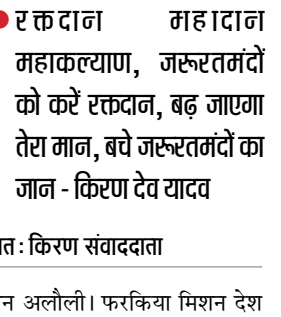 रक्तदान महादान
महाकल्याण, जरूरतमंदों
को करें रक्तदान, बढ़ जाएगा
तेरा मान, बचे जरूरतमंदों का
जान - किरण देव यादव
त : किरण संवाददाता
न अलौली। फरकिया मिशन देश